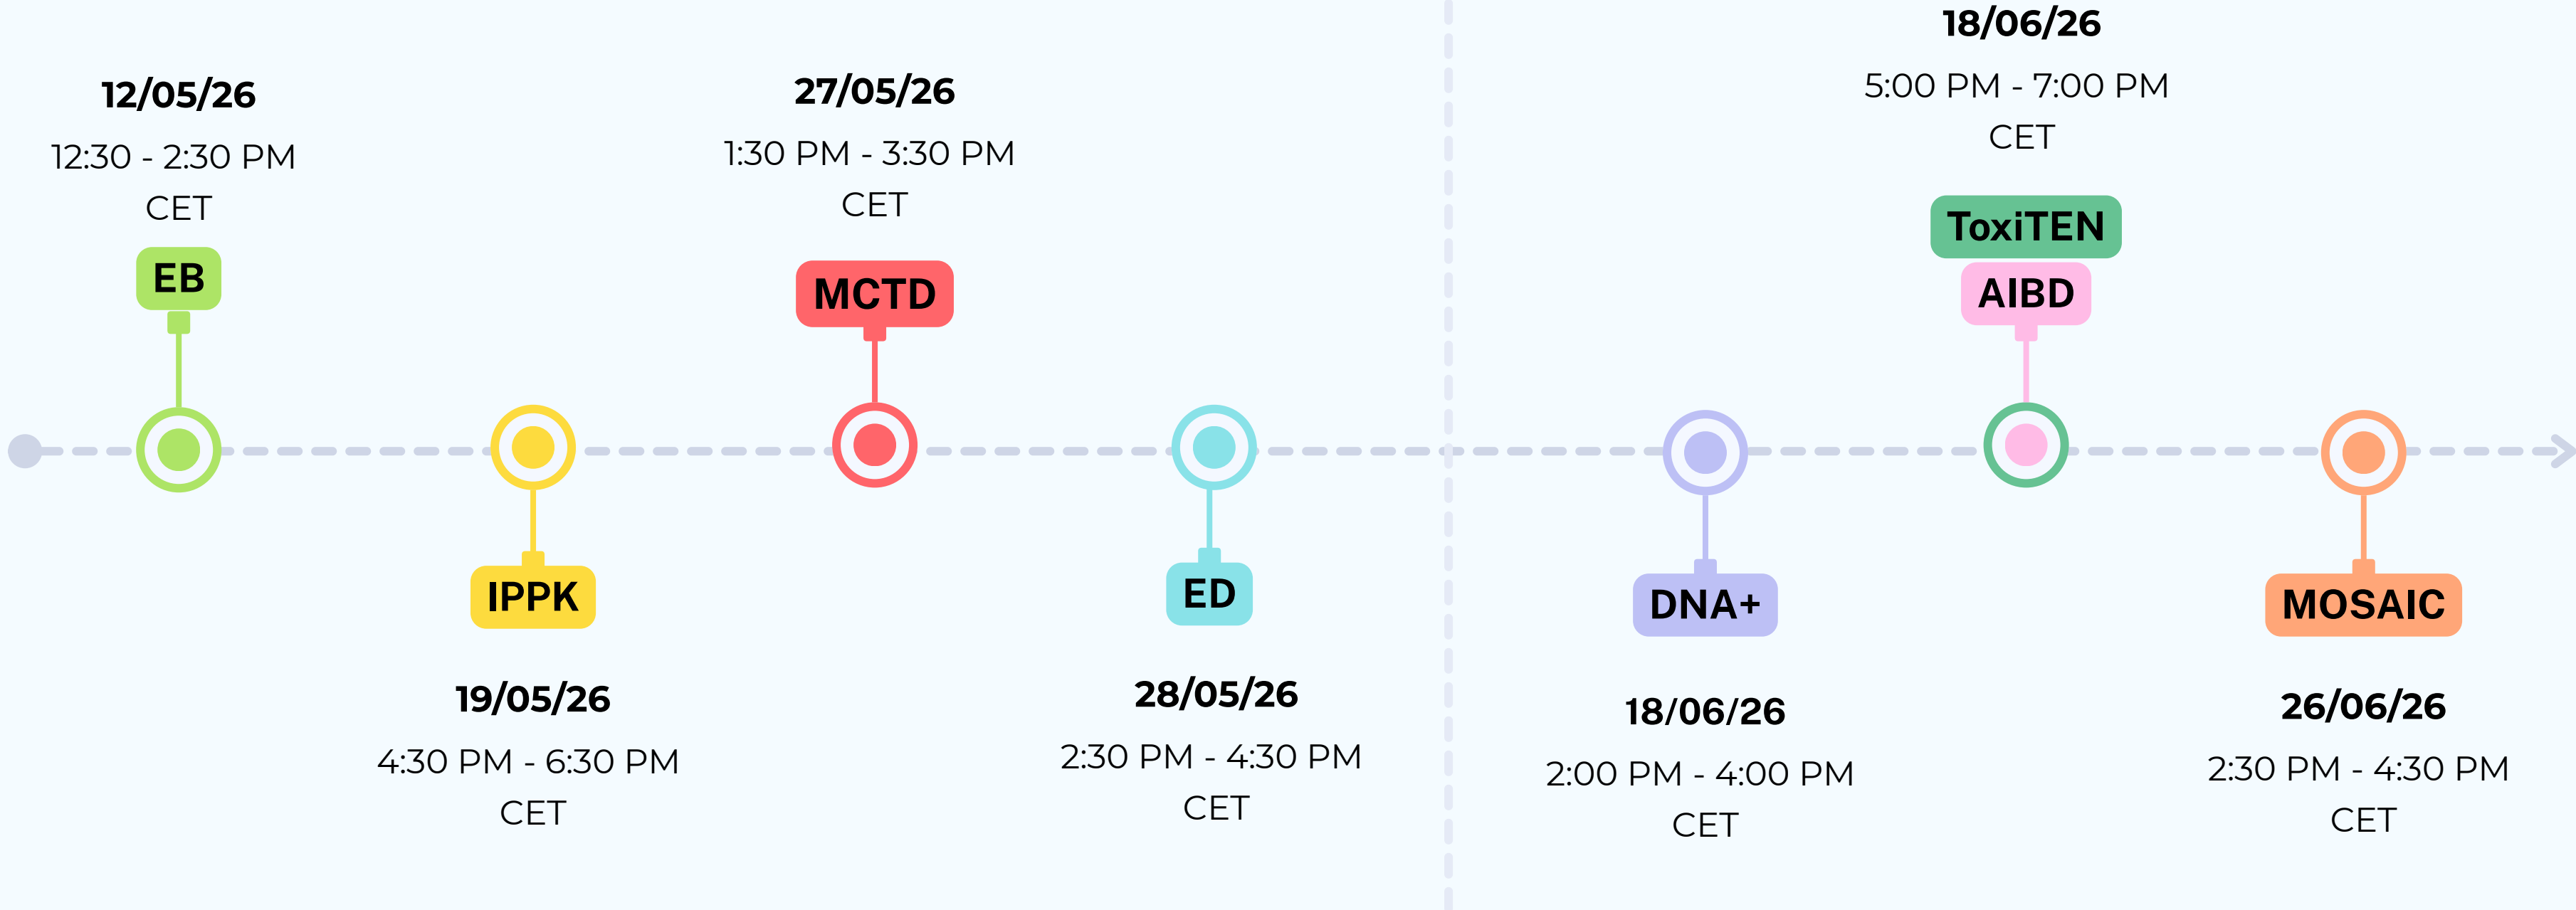 12/05/26
12:30 - 2:30 PM
CET
EB
IPPK
19/05/26
4:30 PM - 6:30 PM
CET
27/05/26
1:30 PM - 3:30 PM
CET
MCTD
ED
28/05/26
2:30 PM - 4:30 PM
CET
DNA+
18/06/26
2:00 PM - 4:00 PM
CET
18/06/26
5:00 PM - 7:00 PM
CET
ToxiTEN
AIBD
MOSAIC
26/06/26
2:30 PM - 4:30 PM
CET